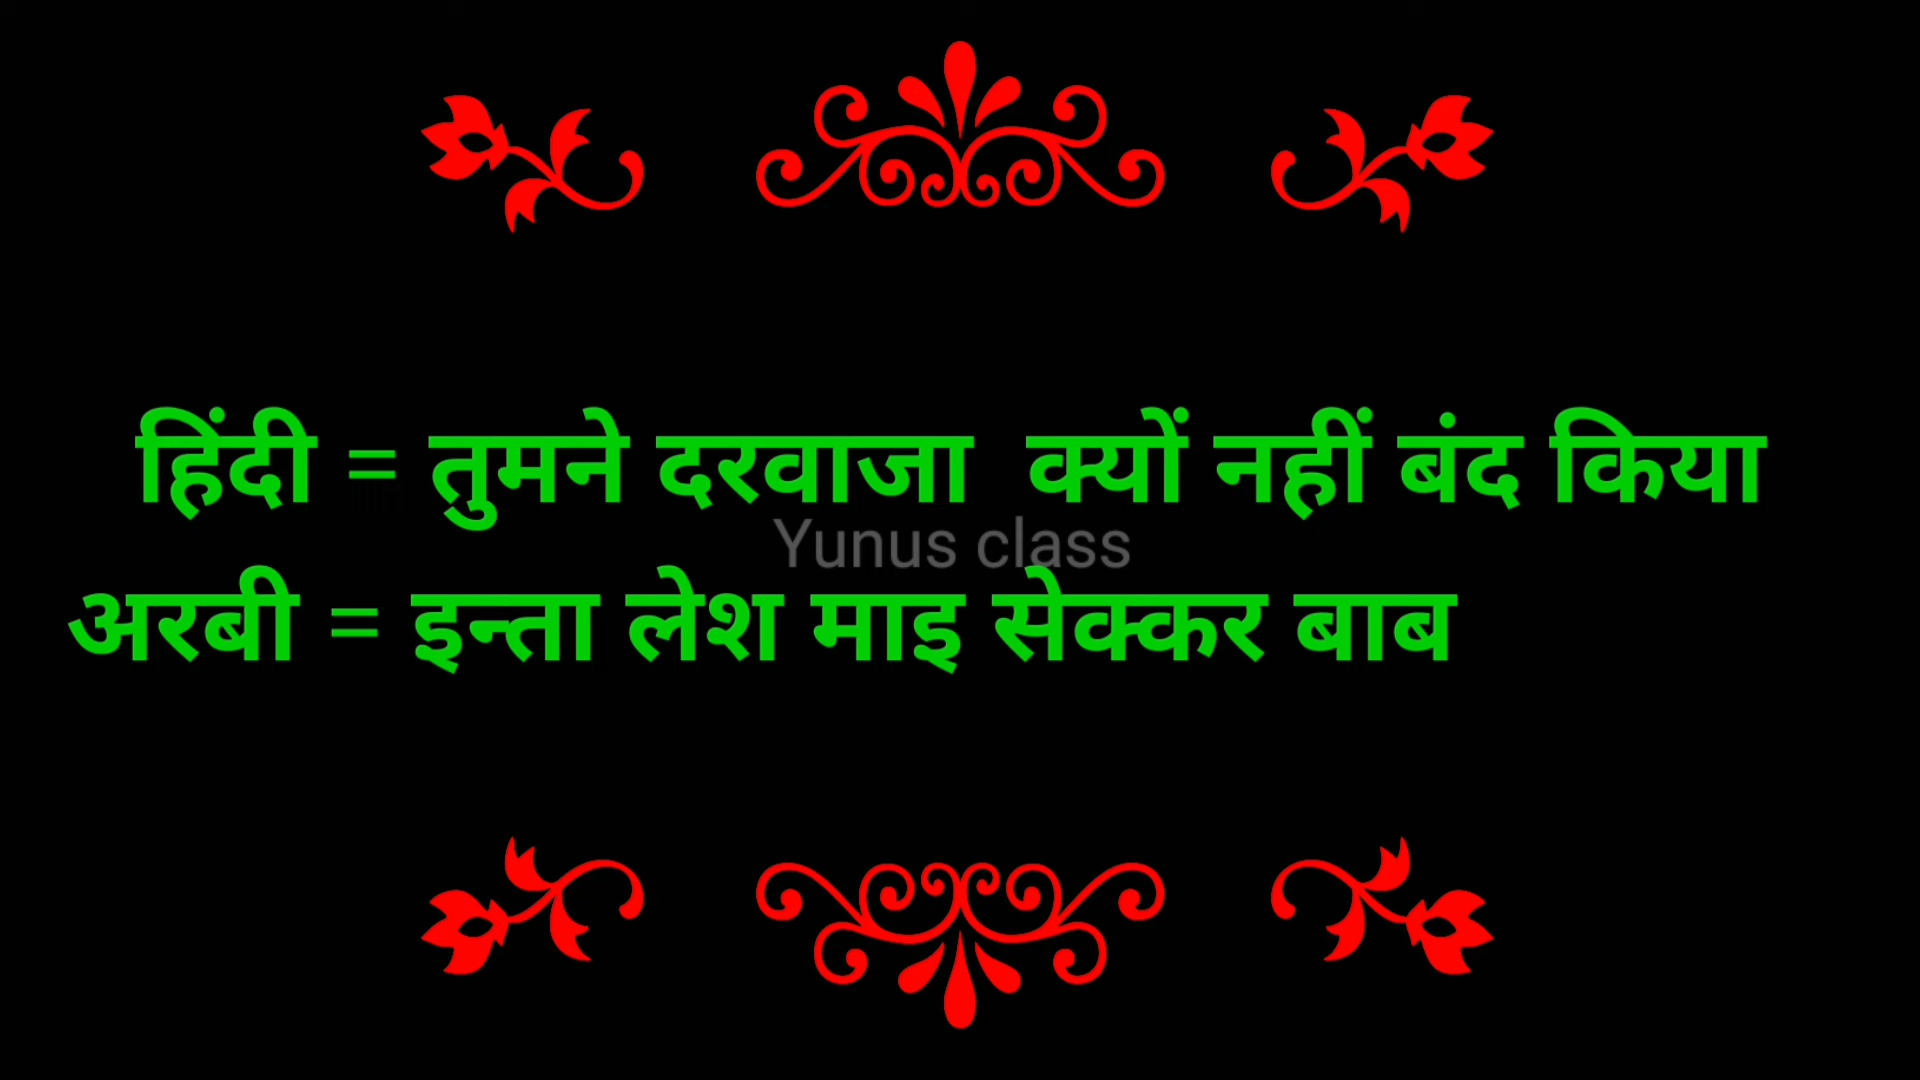 हिंदी = तुमने दरवाजा क्यों नहीं बंद किया
Yunus class
अरबी = इन्ता लेश माइ सेक्कर बाब